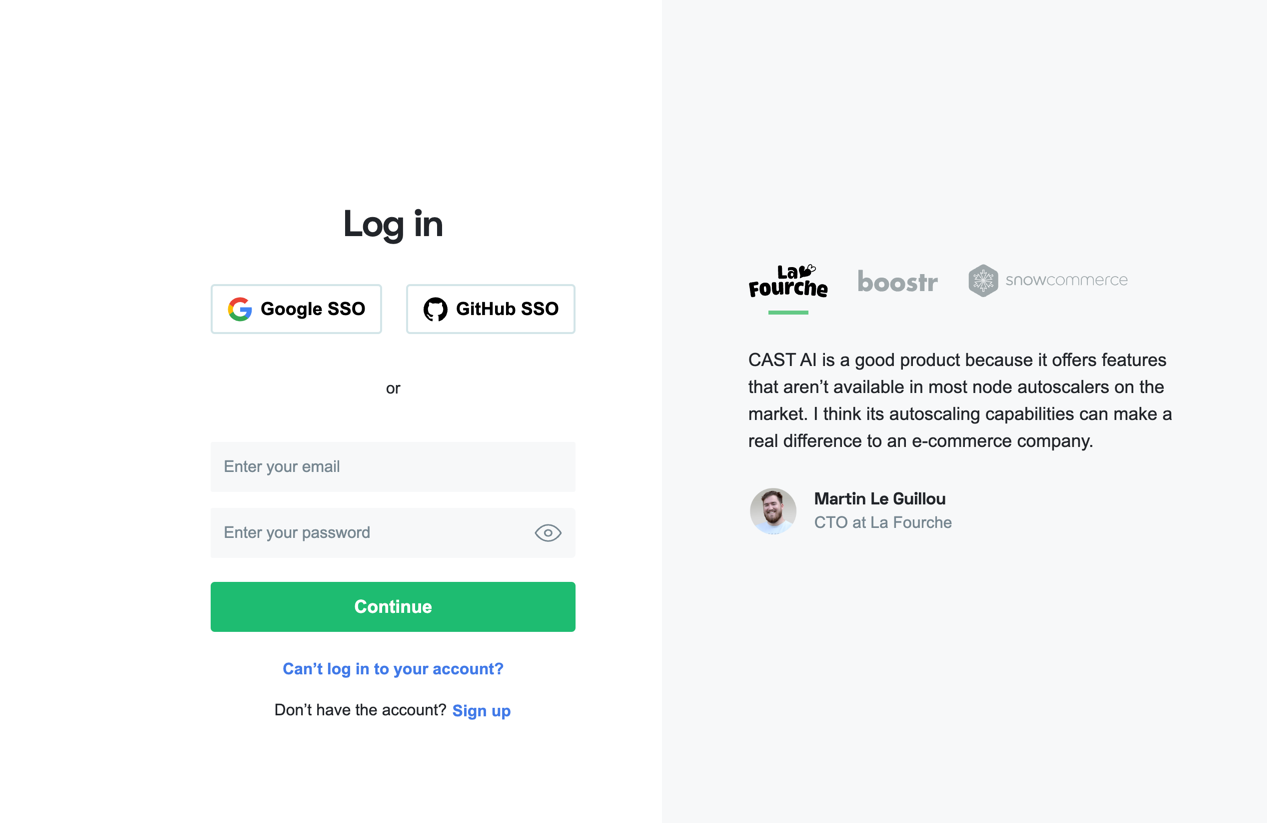 Log in
Google SSO
GitHub SSO
or
Enter your email
Enter your password
Continue
Can’t log in to your account?
Don’t have the account? Sign up
La Fourche
boostr
snowcommerce
CAST AI is a good product because it offers features
that aren’t available in most node autoscalers on the
market. I think its autoscaling capabilities can make a
real difference to an e-commerce company.
Martin Le Guillou
CTO at La Fourche